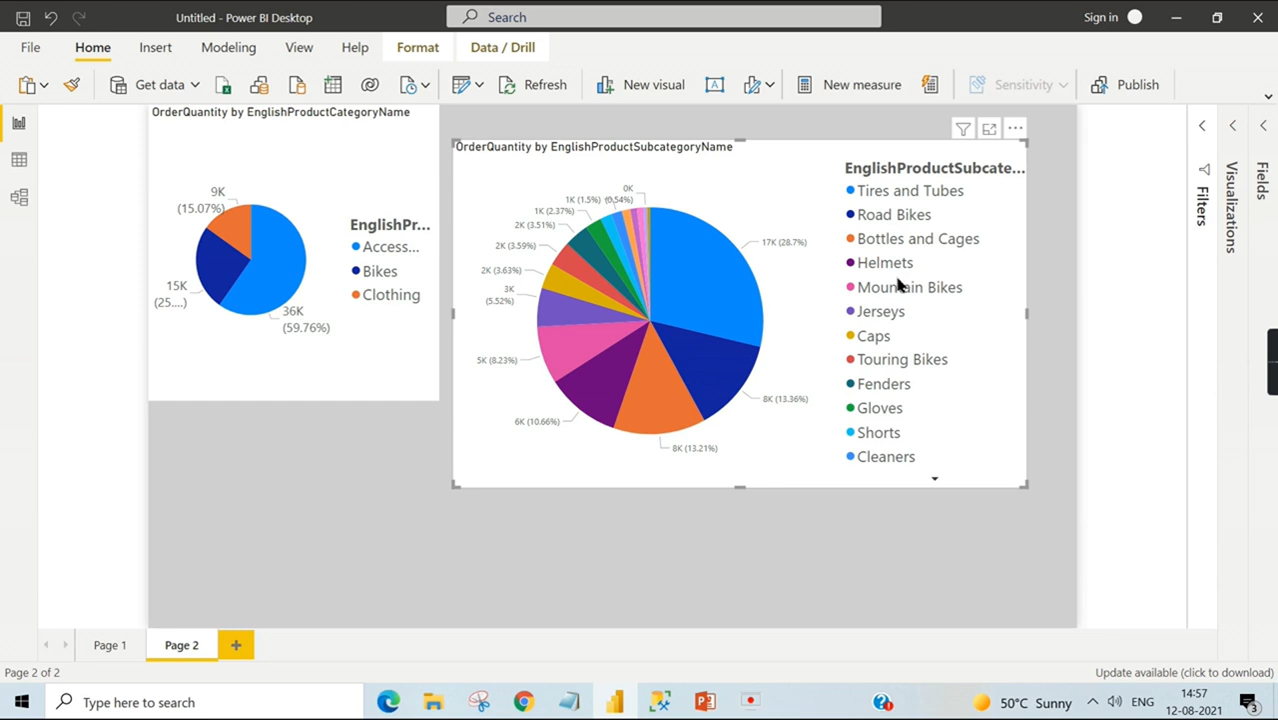 Untitled - Power BI Desktop
Search
Sign in
File
Home
Insert
Modeling
View
Help
Format
Data / Drill
Get data
Refresh
New visual
New measure
Sensitivity
Publish
OrderQuantity by EnglishProductCategoryName
9K
(15.07%)
15K
(25....)
36K
(59.76%)
EnglishPr...
Access...
Bikes
Clothing
OrderQuantity by EnglishProductSubcategoryName
0K
1K (1.5%)
(0.54%)
1K (2.37%)
2K (3.51%)
2K (3.59%)
2K (3.63%)
3K
(5.52%)
5K (8.23%)
6K (10.66%)
8K (13.21%)
8K (13.36%)
17K (28.7%)
EnglishProductSubcate...
Tires and Tubes
Road Bikes
Bottles and Cages
Helmets
Mountain Bikes
Jerseys
Caps
Touring Bikes
Fenders
Gloves
Shorts
Cleaners
Filters
Visualizations
Fields
Page 1
Page 2
Page 2 of 2
Update available (click to download)
Type here to search
50°C Sunny
ENG
14:57
12-08-2021
3